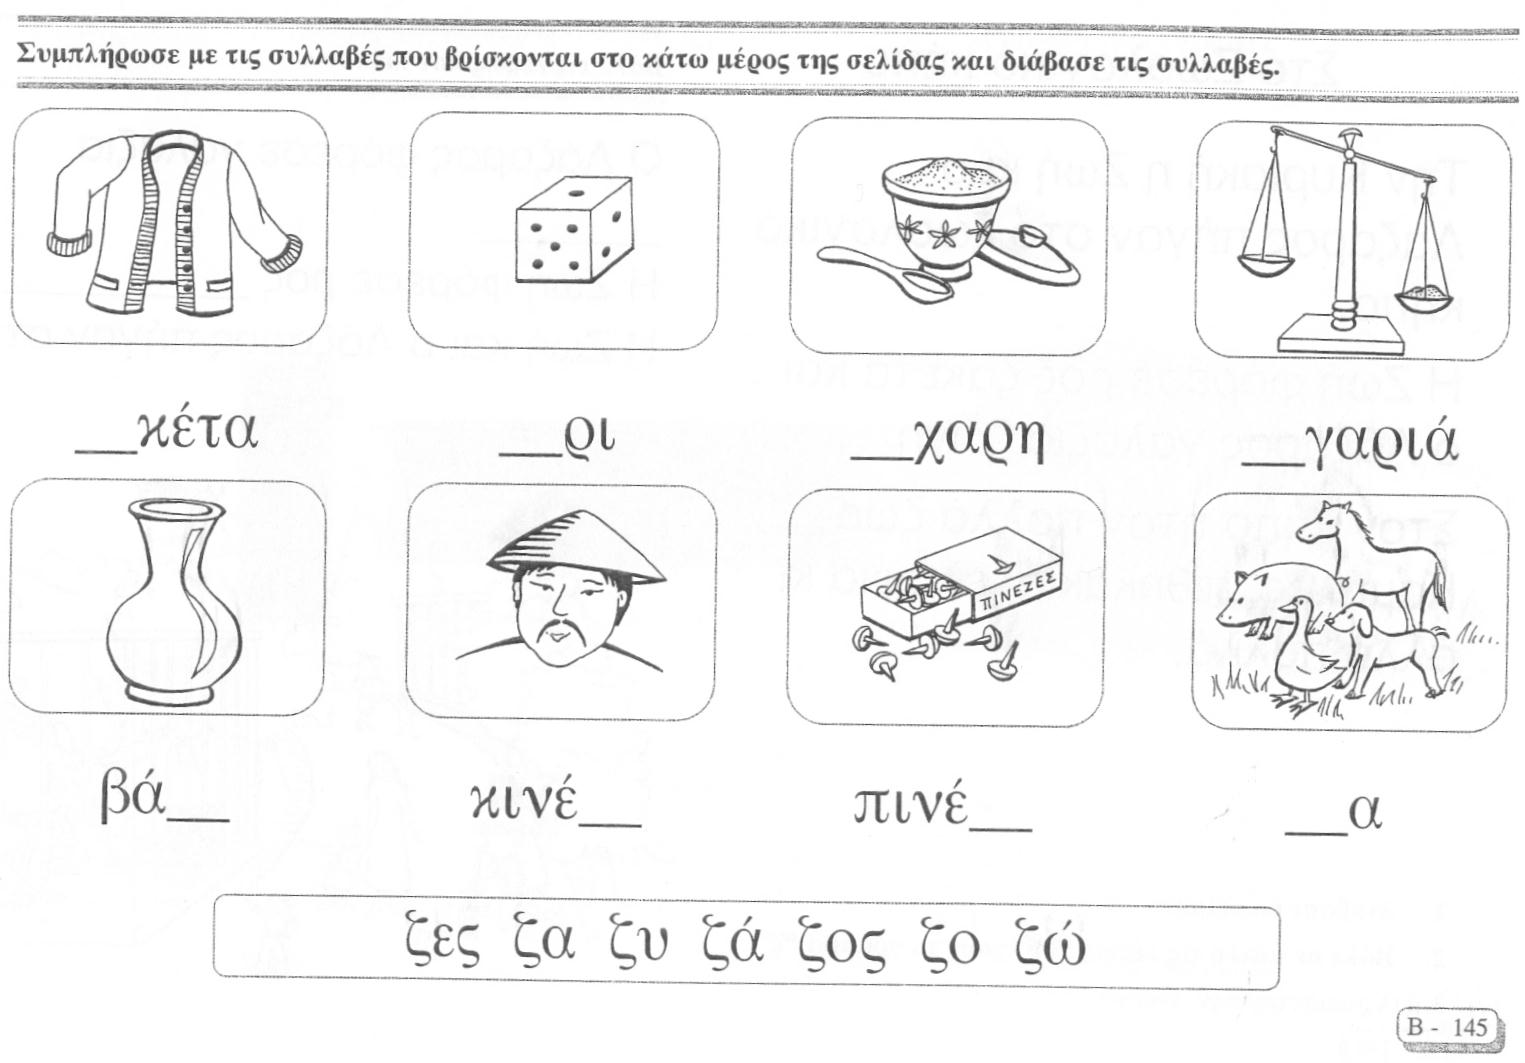 Συμπλήρωσε με τις συλλαβές που βρίσκονται στο κάτω μέρος της σελίδας και διάβασε τις συλλαβές.
__κέτα __ρι __χαρη __γαριά
ΠΙΝΕΖΕΣ
βά__ κινέ__ πινέ__ __α
ζες ζα ζυ ζά ζος ζο ζώ
Β - 145